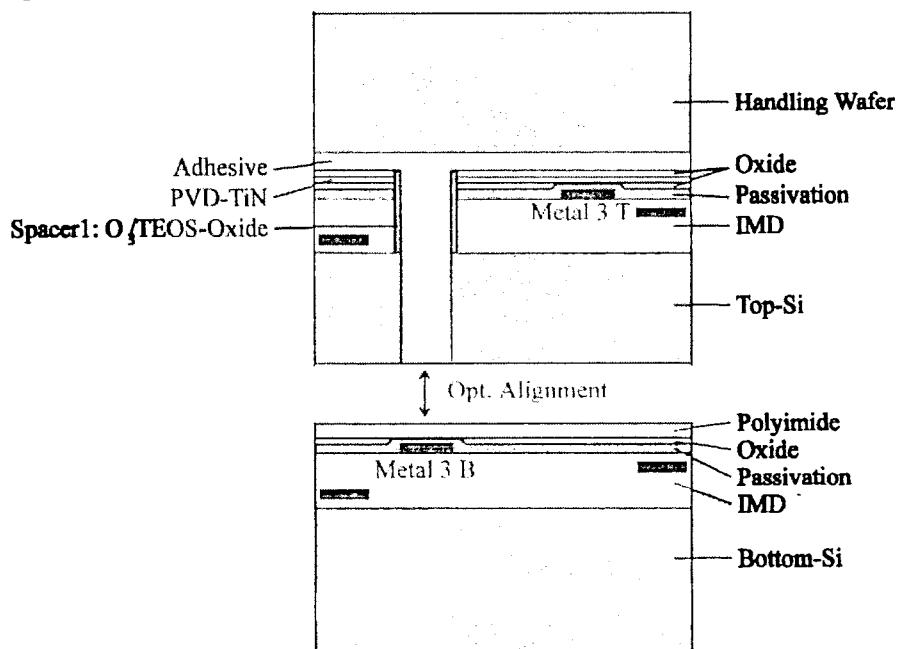 Handling Wafer
Adhesive
Oxide
PVD-TiN
Passivation
Metal 3 T
Spacer1: O3TEOS-Oxide
IMD
Top-Si
Opt. Alignment
Polyimide
Oxide
Metal 3 B
Passivation
IMD
Bottom-Si